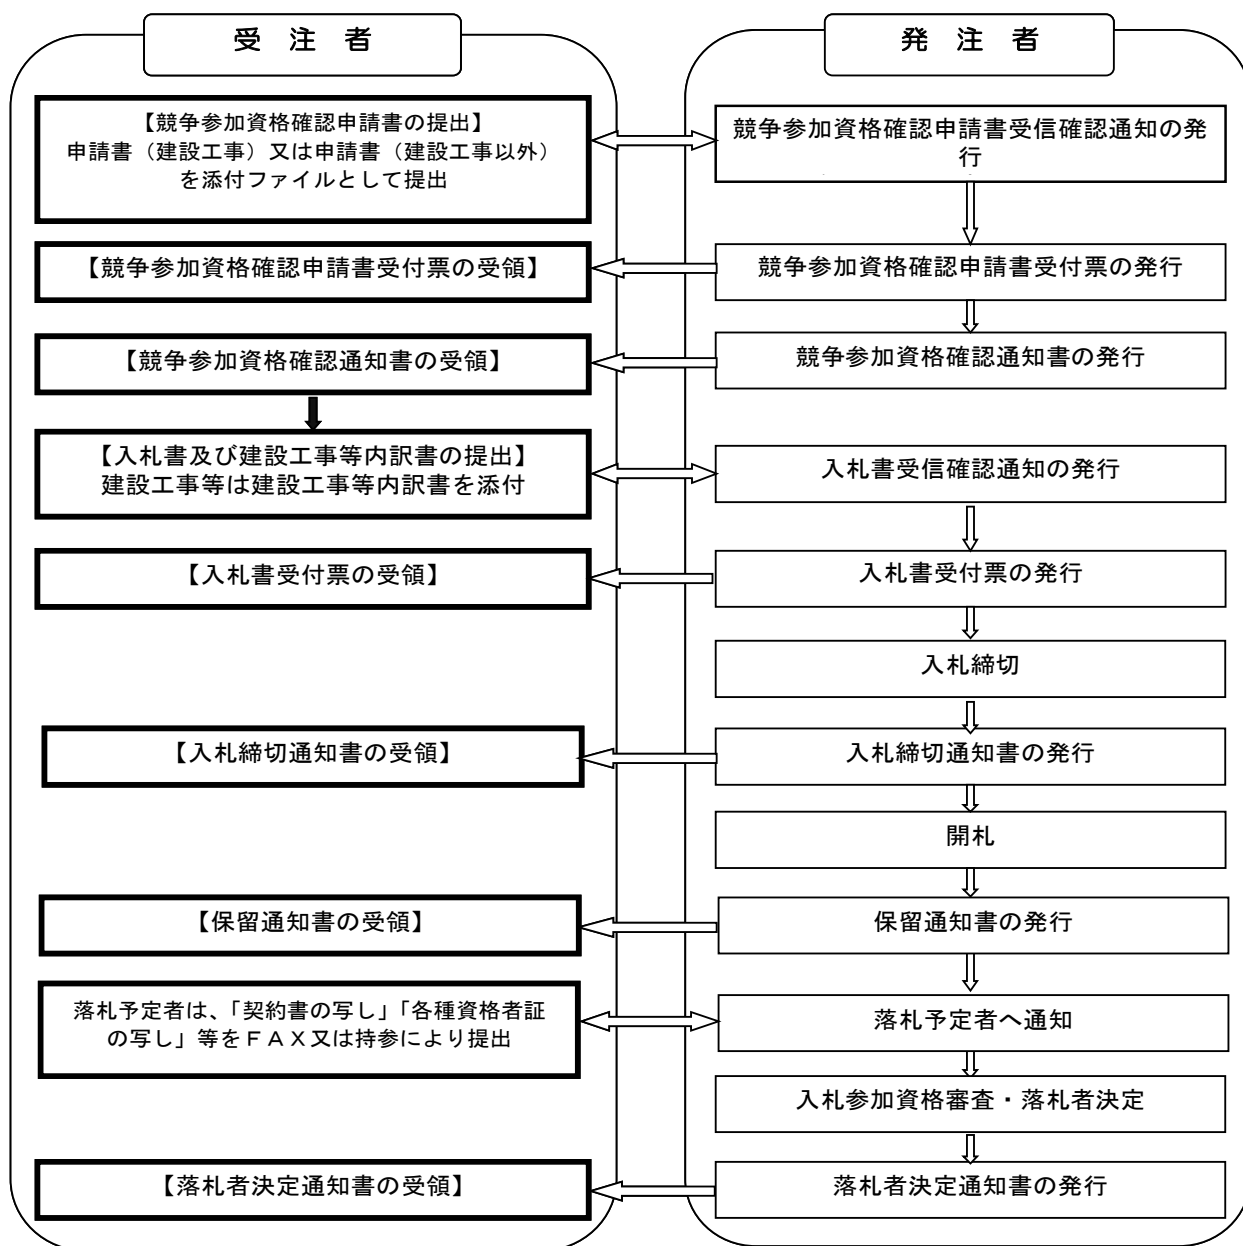 受 注 者
発 注 者
【競争参加資格確認申請書の提出】
申請書（建設工事）又は申請書（建設工事以外）
を添付ファイルとして提出
競争参加資格確認申請書受信確認通知の発
行
【競争参加資格確認申請書受付票の受領】
競争参加資格確認申請書受付票の発行
【競争参加資格確認通知書の受領】
競争参加資格確認通知書の発行
【入札書及び建設工事等内訳書の提出】
建設工事等は建設工事等内訳書を添付
入札書受信確認通知の発行
【入札書受付票の受領】
入札書受付票の発行
入札締切
【入札締切通知書の受領】
入札締切通知書の発行
開札
【保留通知書の受領】
保留通知書の発行
落札予定者は、「契約書の写し」「各種資格者証
の写し」等をＦＡＸ又は持参により提出
落札予定者へ通知
入札参加資格審査・落札者決定
【落札者決定通知書の受領】
落札者決定通知書の発行